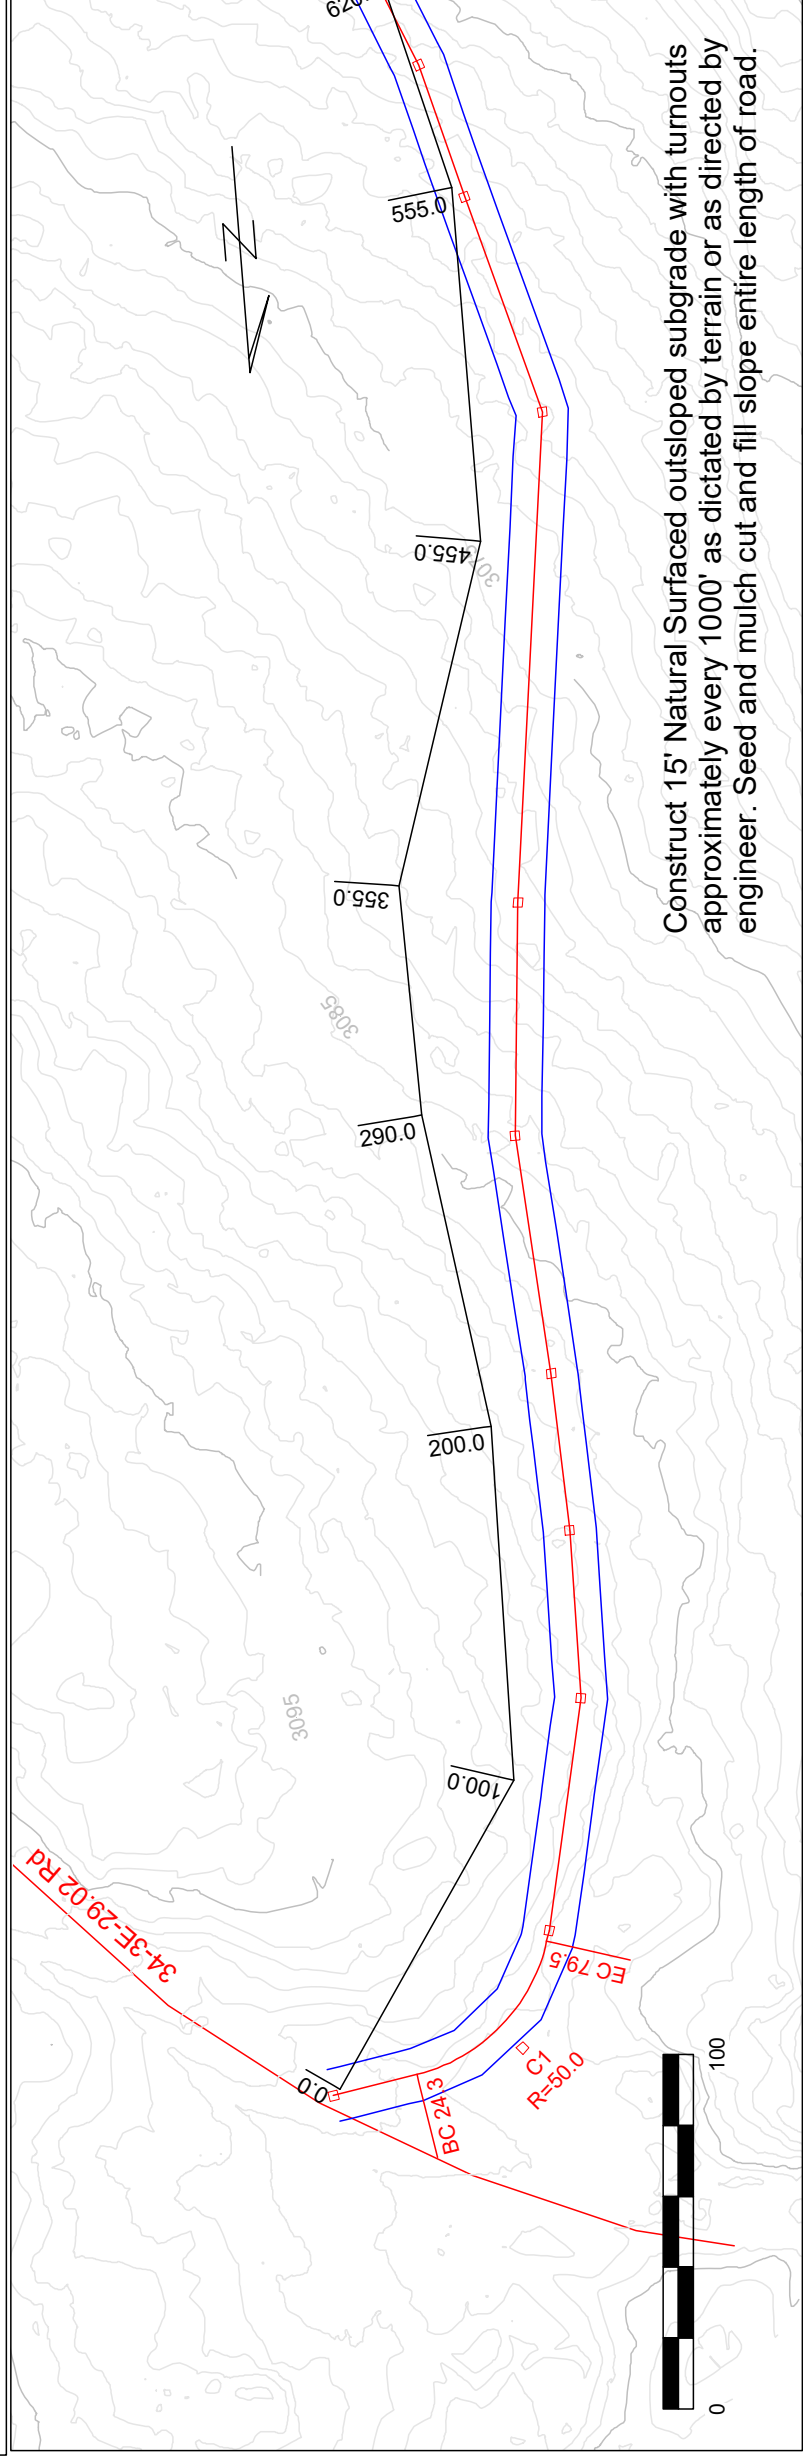 Construct 15' Natural Surfaced outsloped subgrade with turnouts
approximately every 1000' as dictated by terrain or as directed by
engineer. Seed and mulch cut and fill slope entire length of road.
34-3E-29.02 Rd
0.0
BC 24.3
C1
R=50.0
EC 79.5
100.0
200.0
290.0
355.0
455.0
555.0
3095
3085
3075
N
0
100